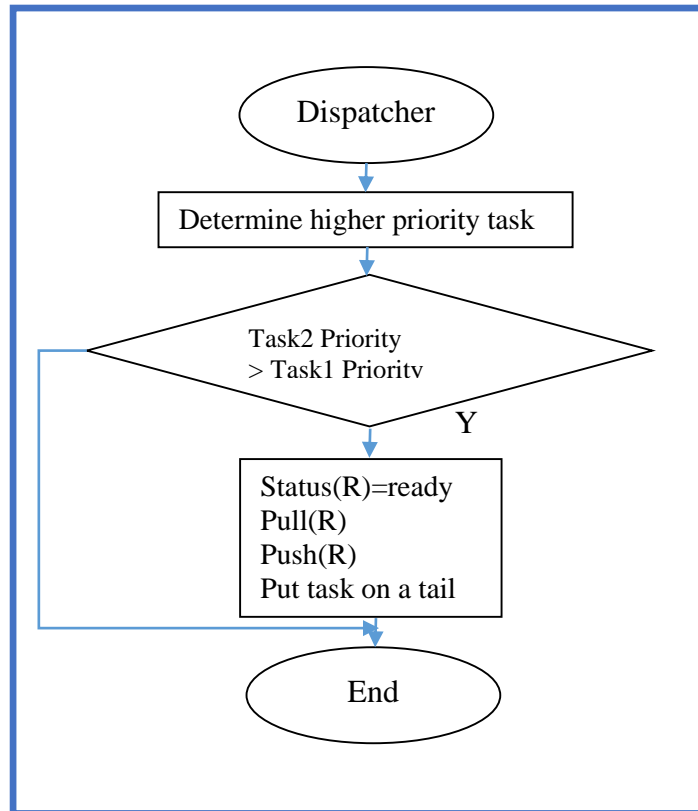 Dispatcher
Determine higher priority task
Task2 Priority
> Task1 Priority
Y
Status(R)=ready
Pull(R)
Push(R)
Put task on a tail
End